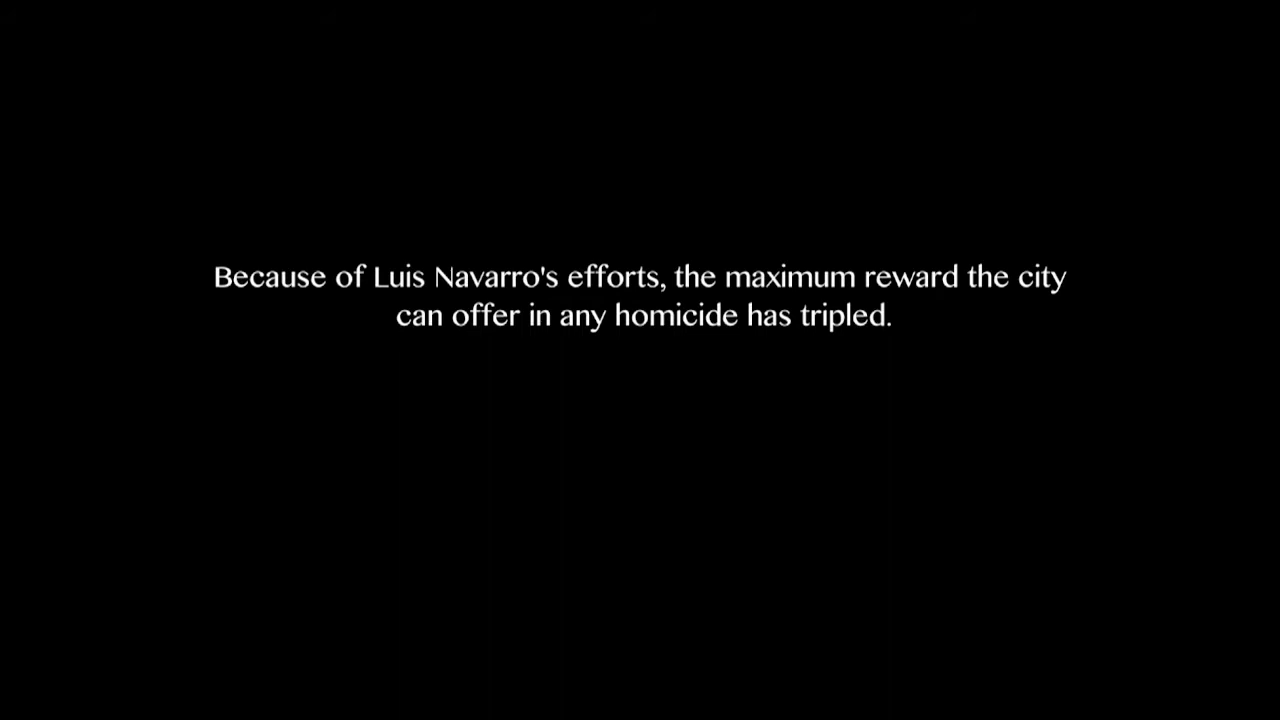 Because of Luis Navarro's efforts, the maximum reward the city
can offer in any homicide has tripled.